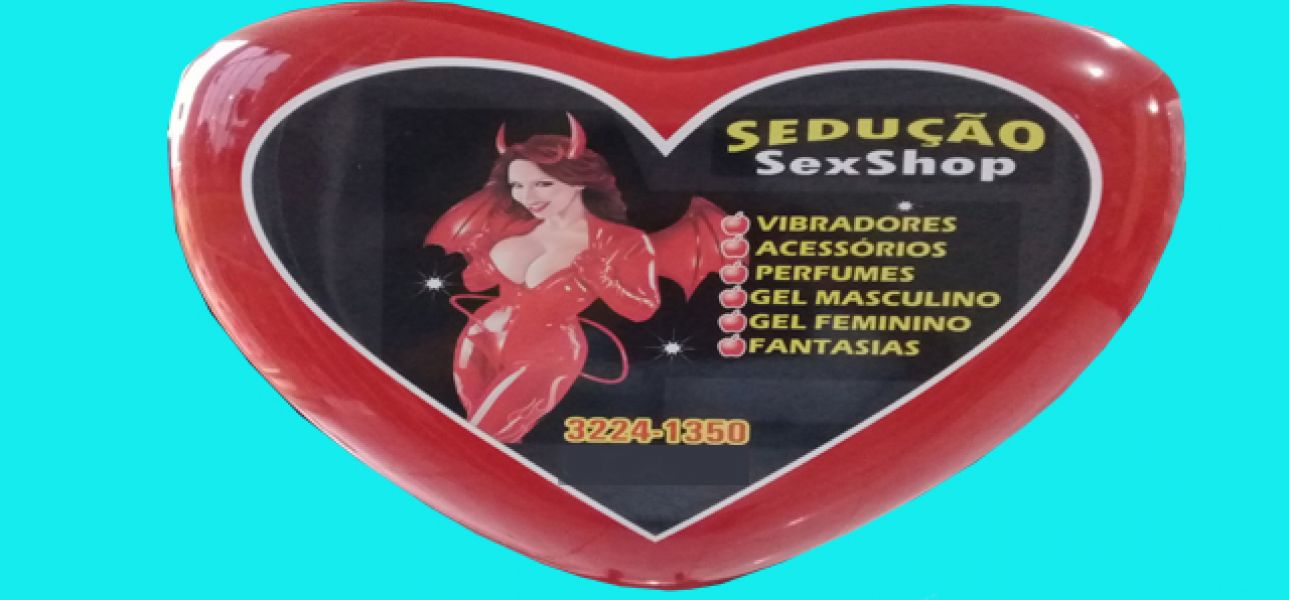 SEDUÇÃO
SexShop
VIBRADORES
ACESSÓRIOS
PERFUMES
GEL MASCULINO
GEL FEMININO
FANTASIAS
3224-1350